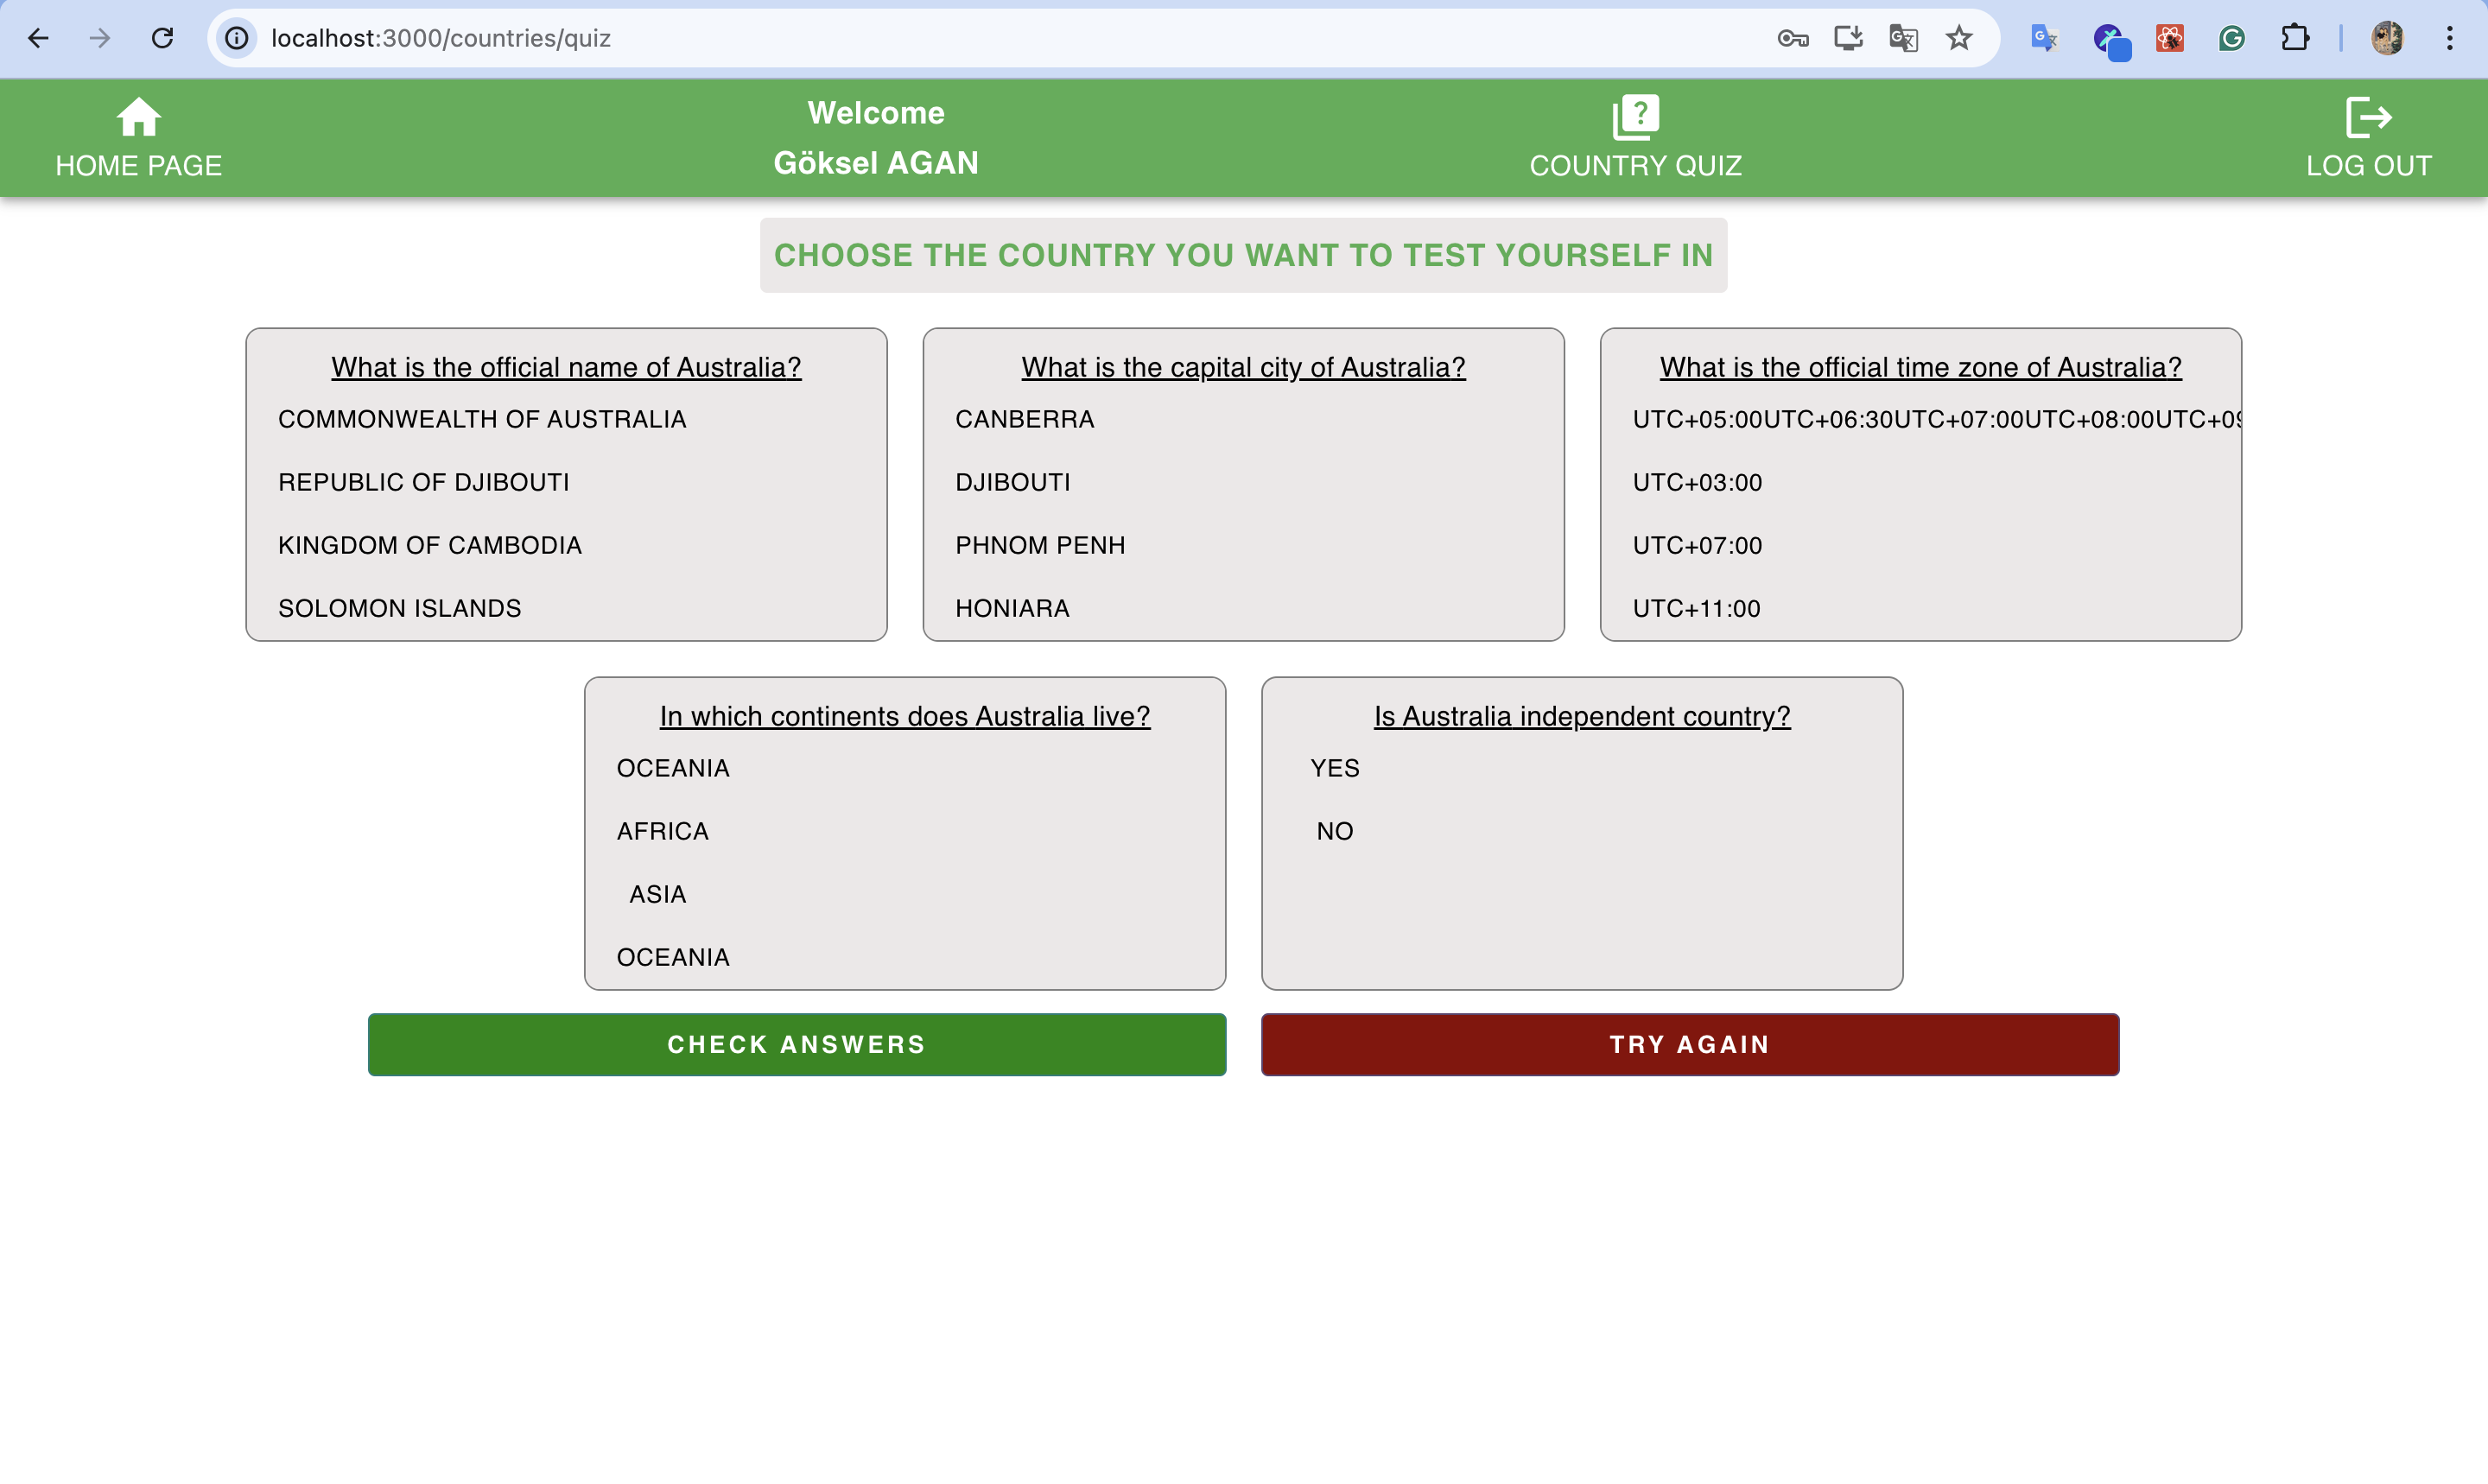 localhost:3000/countries/quiz
HOME PAGE
Welcome
Göksel AGAN
COUNTRY QUIZ
LOG OUT
CHOOSE THE COUNTRY YOU WANT TO TEST YOURSELF IN
What is the official name of Australia?
COMMONWEALTH OF AUSTRALIA
REPUBLIC OF DJIBOUTI
KINGDOM OF CAMBODIA
SOLOMON ISLANDS
What is the capital city of Australia?
CANBERRA
DJIBOUTI
PHNOM PENH
HONIARA
What is the official time zone of Australia?
UTC+05:00UTC+06:30UTC+07:00UTC+08:00UTC+09
UTC+03:00
UTC+07:00
UTC+11:00
In which continents does Australia live?
OCEANIA
AFRICA
ASIA
OCEANIA
Is Australia independent country?
YES
NO
CHECK ANSWERS
TRY AGAIN